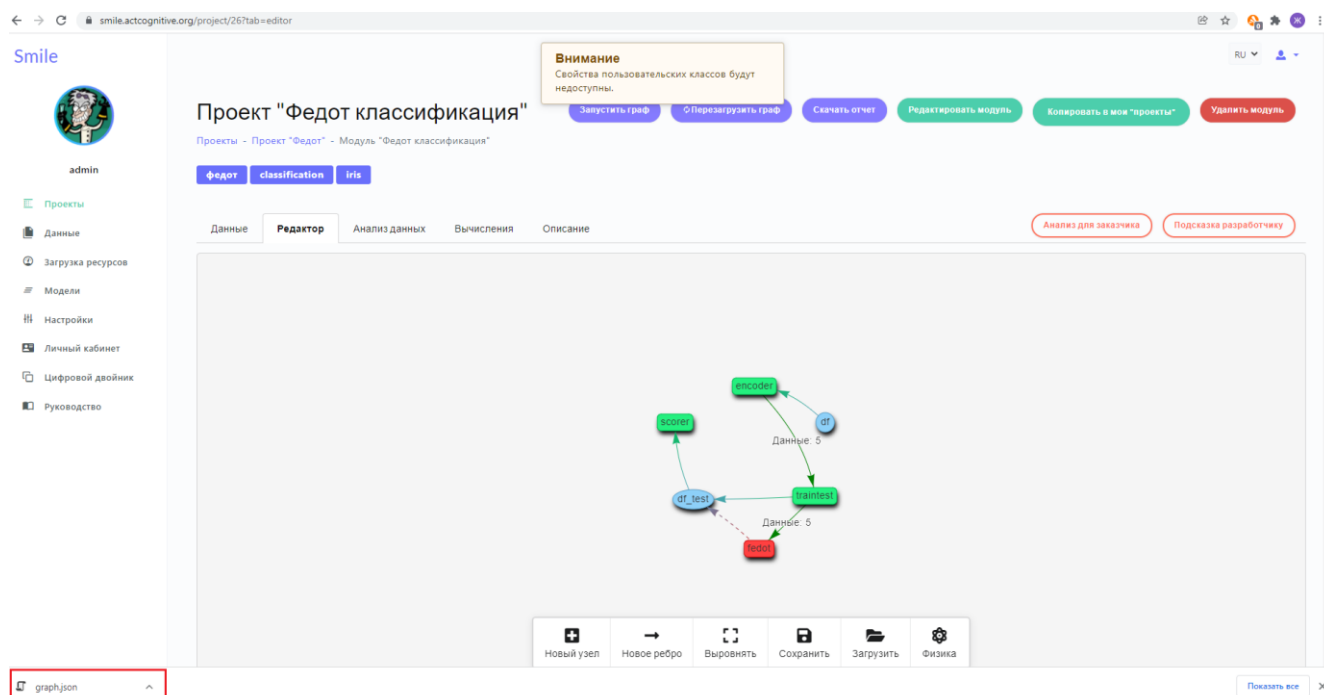 smile.actcognitive.org/project/26?tab=editor
Smile
Внимание
Свойства пользовательских классов будут
недоступны.
RU
Проект "Федот классификация"
Запустить граф
Перезагрузить граф
Скачать отчет
Редактировать модуль
Копировать в мои "проекты"
Удалить модуль
Проекты - Проект "Федот" - Модуль "Федот классификация"
admin
федот
classification
iris
Проекты
Данные
Загрузка ресурсов
Модели
Настройки
Личный кабинет
Цифровой двойник
Руководство
Данные
Редактор
Анализ данных
Вычисления
Описание
Анализ для заказчика
Подсказка разработчику
encoder
scorer
df
Данные: 5
df_test
traintest
Данные: 5
fedot
Новый узел
Новое ребро
Выровнять
Сохранить
Загрузить
Физика
graph.json
Показать все